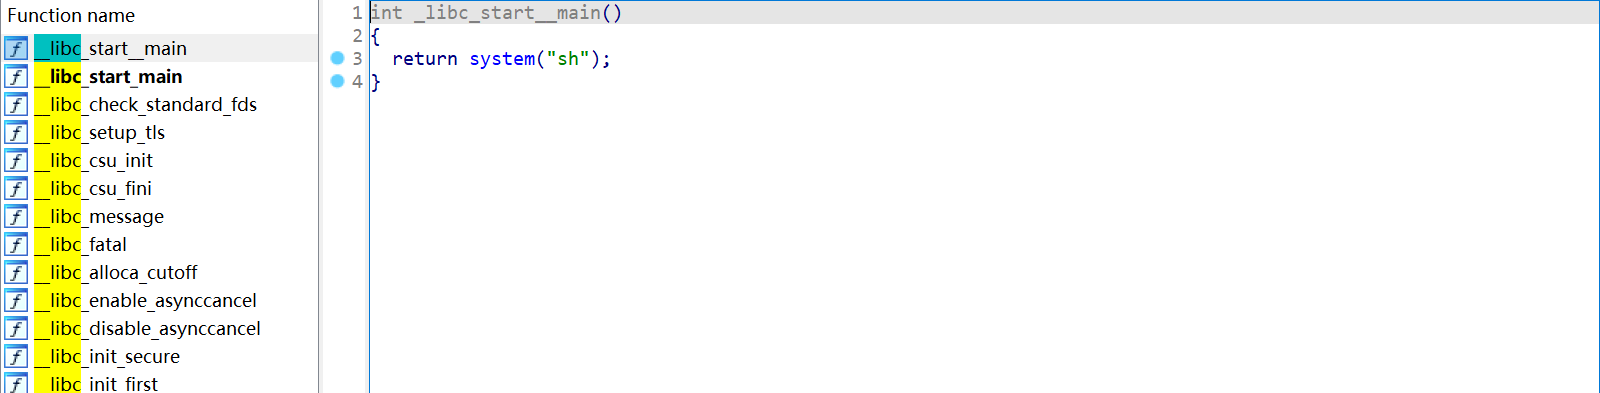 Function name
__libc_start__main
__libc_start_main
__libc_check_standard_fds
__libc_setup_tls
__libc_csu_init
__libc_csu_fini
__libc_message
__libc_fatal
__libc_alloca_cutoff
__libc_enable_asynccancel
__libc_disable_asynccancel
__libc_init_secure
__libc_init_first
1 int _libc_start__main()
2 {
3   return system("sh");
4 }